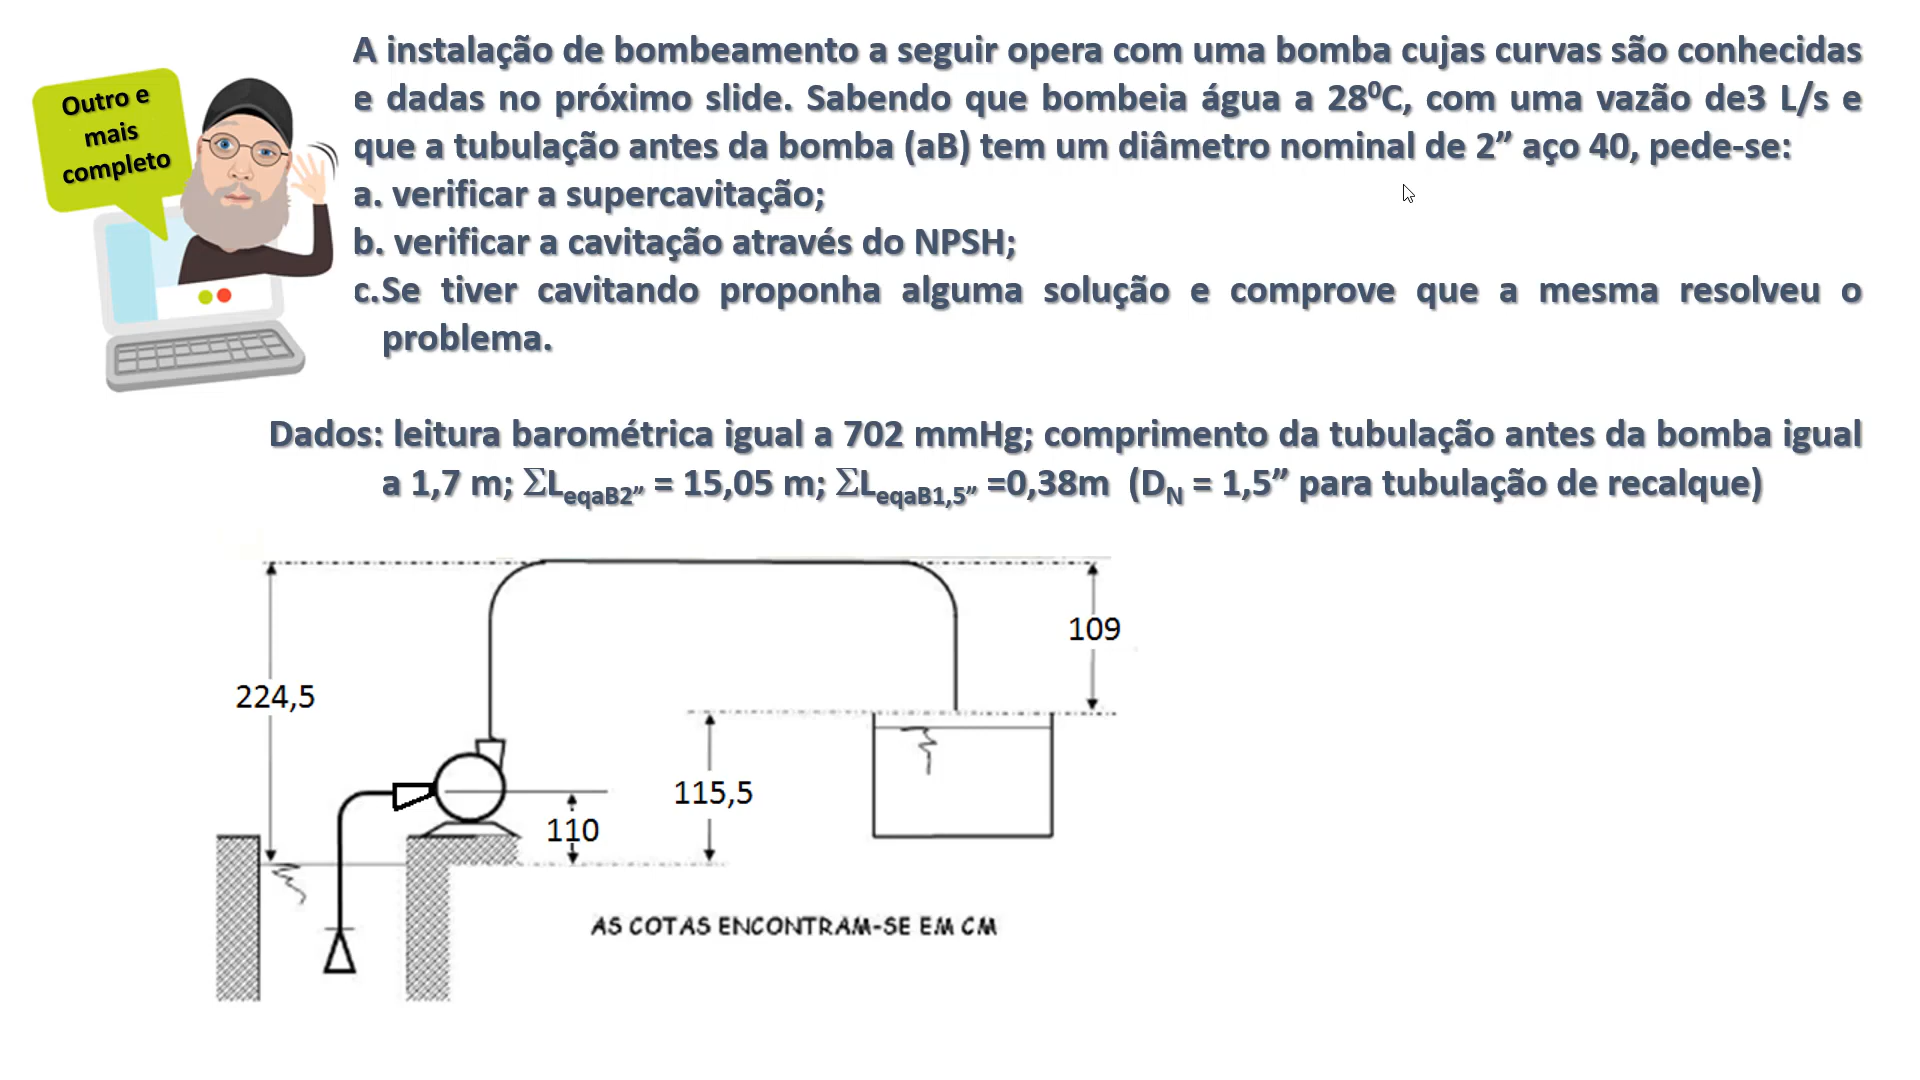 A instalação de bombeamento a seguir opera com uma bomba cujas curvas são conhecidas
e dadas no próximo slide. Sabendo que bombeia água a 28⁰C, com uma vazão de3 L/s e
que a tubulação antes da bomba (aB) tem um diâmetro nominal de 2” aço 40, pede-se:
a. verificar a supercavitação;
b. verificar a cavitação através do NPSH;
c.Se tiver cavitando proponha alguma solução e comprove que a mesma resolveu o
problema.
Outro e
mais
completo
Dados: leitura barométrica igual a 702 mmHg; comprimento da tubulação antes da bomba igual
a 1,7 m; ΣLeqaB2” = 15,05 m; ΣLeqaB1,5” =0,38m (DN = 1,5” para tubulação de recalque)
109
224,5
115,5
110
AS COTAS ENCONTRAM-SE EM CM